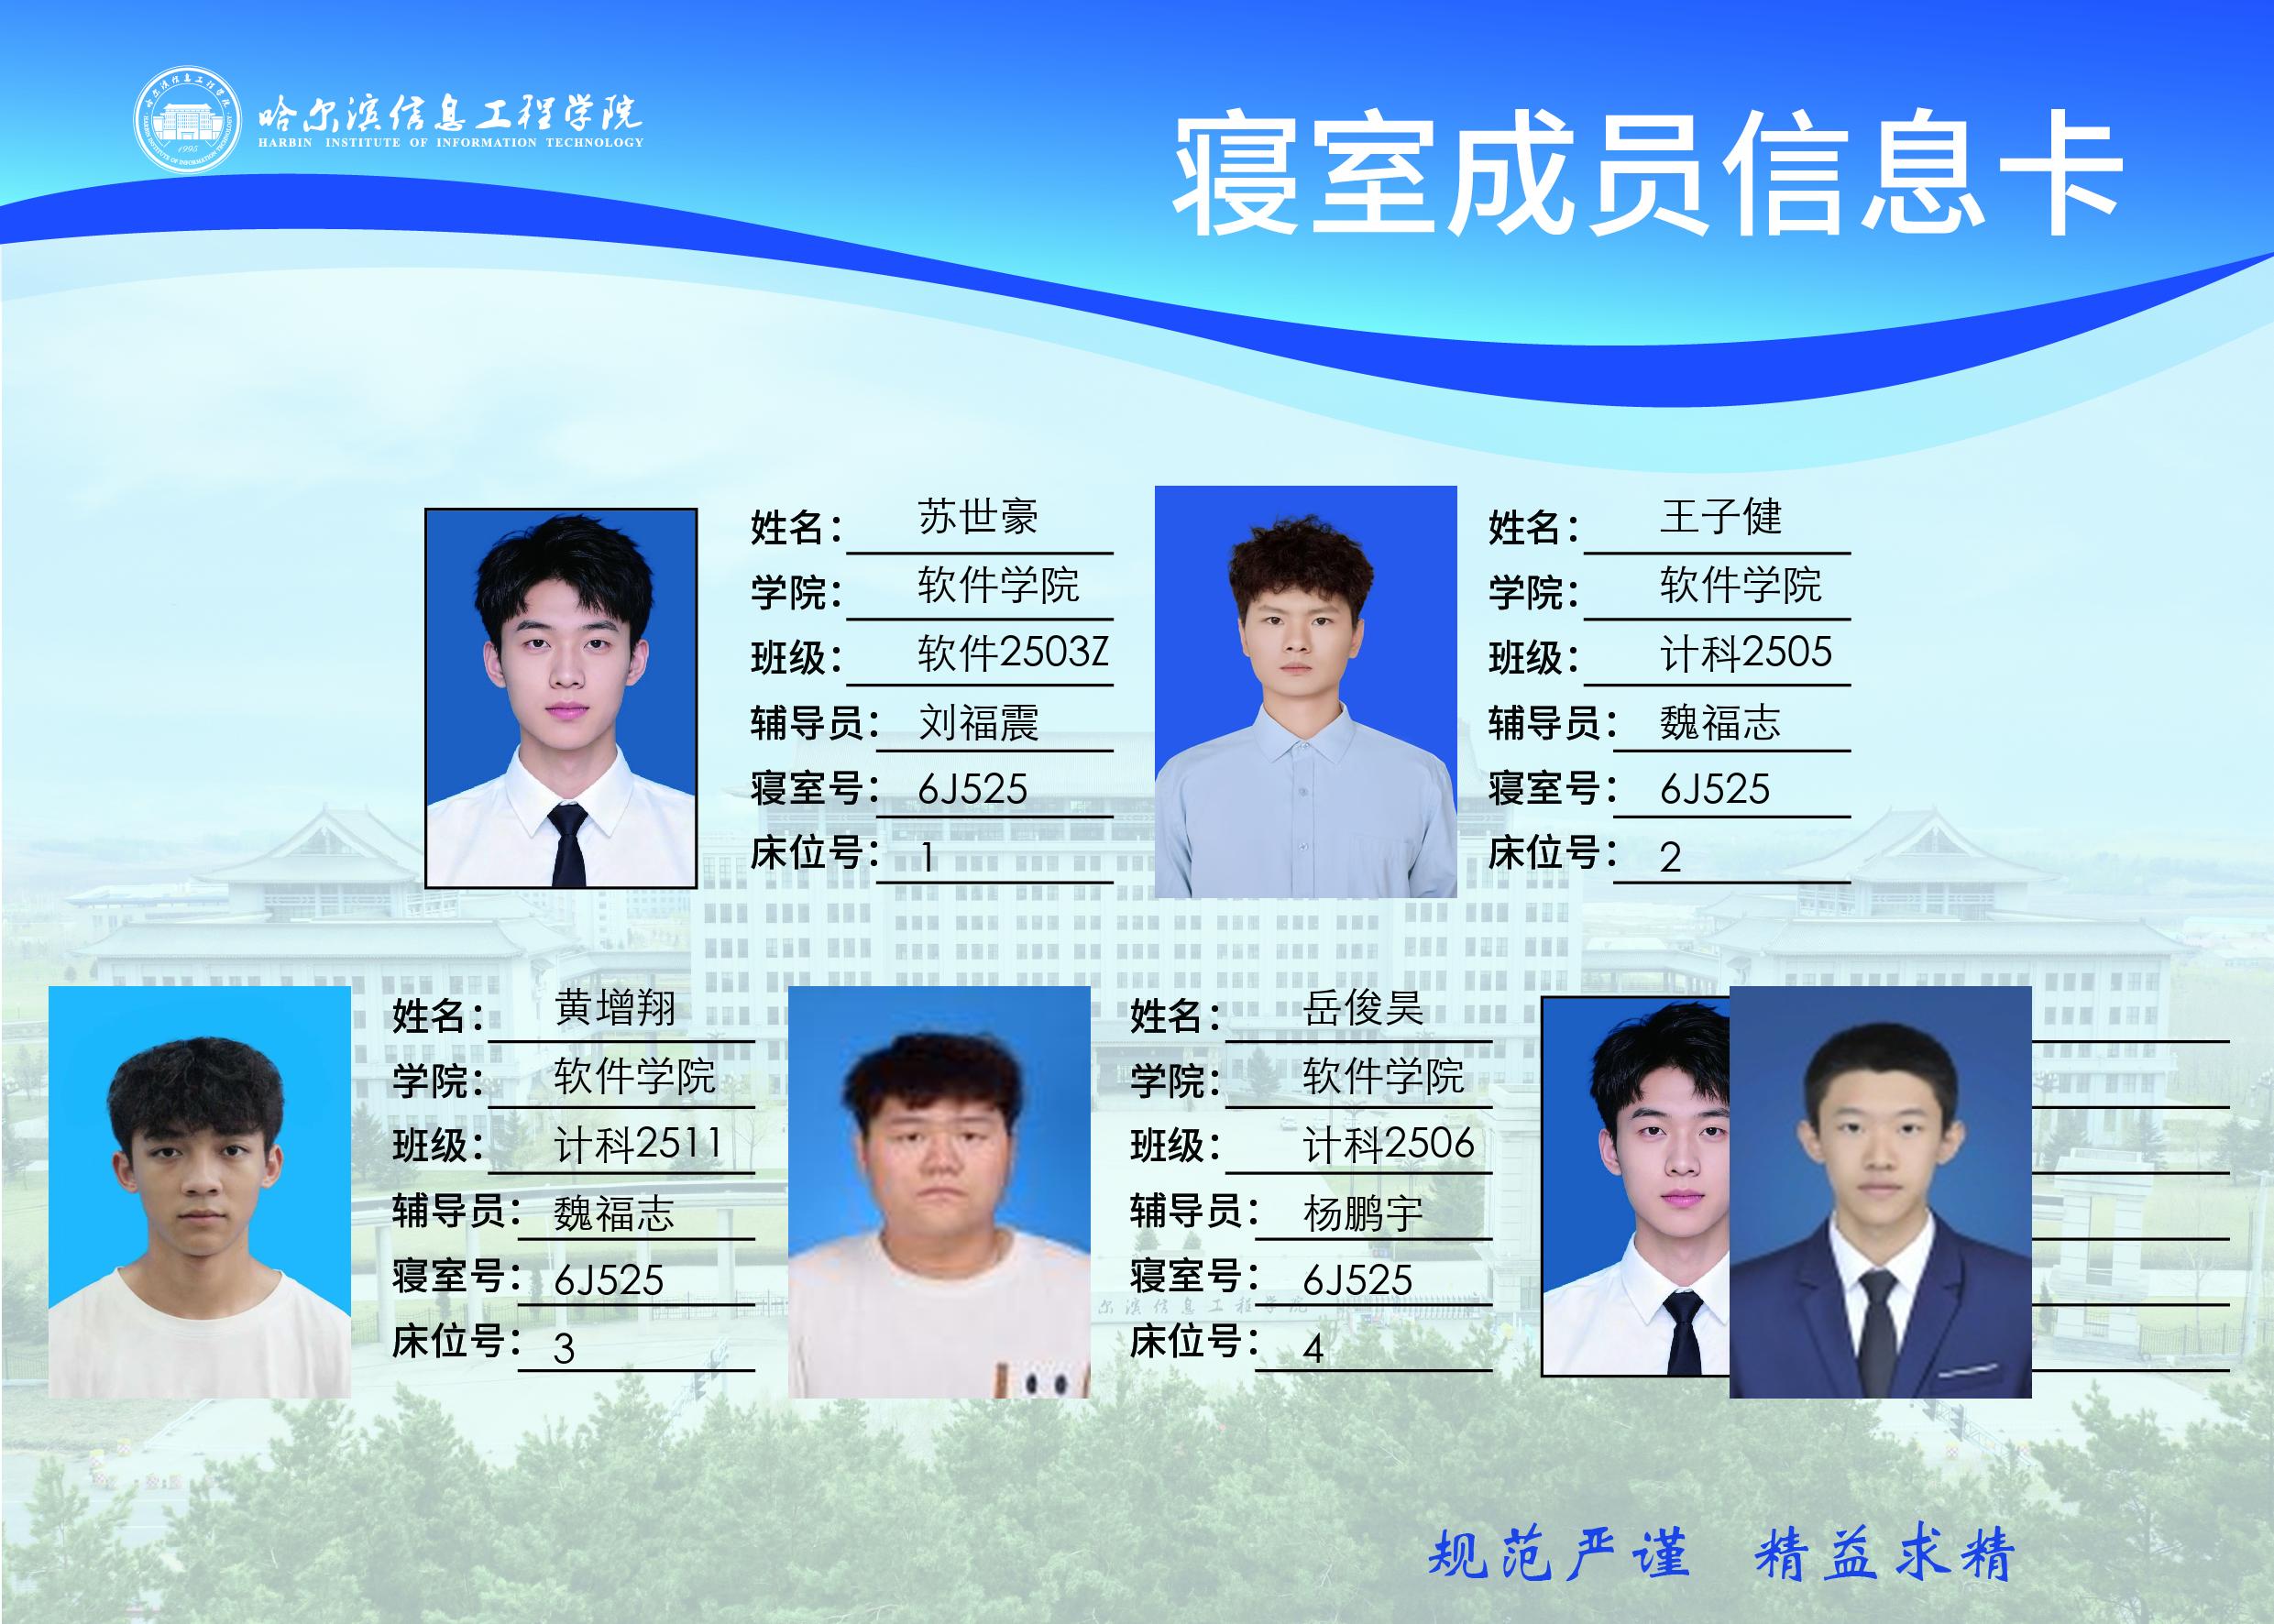 哈尔滨信息工程学院
HARBIN INSTITUTE OF INFORMATION TECHNOLOGY
1995
寝室成员信息卡
姓名：苏世豪
学院：软件学院
班级：软件2503Z
辅导员：刘福震
寝室号：6J525
床位号：1
姓名：王子健
学院：软件学院
班级：计科2505
辅导员：魏福志
寝室号：6J525
床位号：2
姓名：黄增翔
学院：软件学院
班级：计科2511
辅导员：魏福志
寝室号：6J525
床位号：3
姓名：岳俊昊
学院：软件学院
班级：计科2506
辅导员：杨鹏宇
寝室号：6J525
床位号：4
尔滨信息工程学院
规范严谨 精益求精